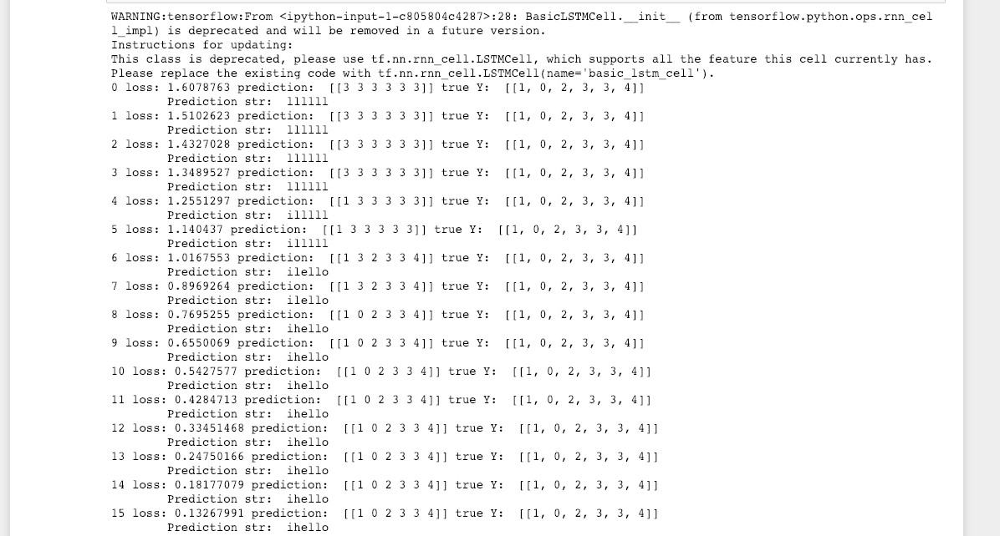 WARNING:tensorflow:From <ipython-input-1-c805804c4287>:28: BasicLSTMCell.__init__ (from tensorflow.python.ops.rnn_cel
l_impl) is deprecated and will be removed in a future version.
Instructions for updating:
This class is deprecated, please use tf.nn.rnn_cell.LSTMCell, which supports all the feature this cell currently has.
Please replace the existing code with tf.nn.rnn_cell.LSTMCell(name='basic_lstm_cell').
0 loss: 1.6078763 prediction:  [[3 3 3 3 3 3]] true Y:  [[1, 0, 2, 3, 3, 4]]
        Prediction str:  llllll
1 loss: 1.5102623 prediction:  [[3 3 3 3 3 3]] true Y:  [[1, 0, 2, 3, 3, 4]]
        Prediction str:  llllll
2 loss: 1.4327028 prediction:  [[3 3 3 3 3 3]] true Y:  [[1, 0, 2, 3, 3, 4]]
        Prediction str:  llllll
3 loss: 1.3489527 prediction:  [[3 3 3 3 3 3]] true Y:  [[1, 0, 2, 3, 3, 4]]
        Prediction str:  llllll
4 loss: 1.2551297 prediction:  [[1 3 3 3 3 3]] true Y:  [[1, 0, 2, 3, 3, 4]]
        Prediction str:  illlll
5 loss: 1.140437 prediction:  [[1 3 3 3 3 3]] true Y:  [[1, 0, 2, 3, 3, 4]]
        Prediction str:  illlll
6 loss: 1.0167553 prediction:  [[1 3 2 3 3 4]] true Y:  [[1, 0, 2, 3, 3, 4]]
        Prediction str:  ilello
7 loss: 0.8969264 prediction:  [[1 3 2 3 3 4]] true Y:  [[1, 0, 2, 3, 3, 4]]
        Prediction str:  ilello
8 loss: 0.7695255 prediction:  [[1 0 2 3 3 4]] true Y:  [[1, 0, 2, 3, 3, 4]]
        Prediction str:  ihello
9 loss: 0.6550069 prediction:  [[1 0 2 3 3 4]] true Y:  [[1, 0, 2, 3, 3, 4]]
        Prediction str:  ihello
10 loss: 0.5427577 prediction:  [[1 0 2 3 3 4]] true Y:  [[1, 0, 2, 3, 3, 4]]
        Prediction str:  ihello
11 loss: 0.4284713 prediction:  [[1 0 2 3 3 4]] true Y:  [[1, 0, 2, 3, 3, 4]]
        Prediction str:  ihello
12 loss: 0.33451468 prediction:  [[1 0 2 3 3 4]] true Y:  [[1, 0, 2, 3, 3, 4]]
        Prediction str:  ihello
13 loss: 0.24750166 prediction:  [[1 0 2 3 3 4]] true Y:  [[1, 0, 2, 3, 3, 4]]
        Prediction str:  ihello
14 loss: 0.18177079 prediction:  [[1 0 2 3 3 4]] true Y:  [[1, 0, 2, 3, 3, 4]]
        Prediction str:  ihello
15 loss: 0.13267991 prediction:  [[1 0 2 3 3 4]] true Y:  [[1, 0, 2, 3, 3, 4]]
        Prediction str:  ihello